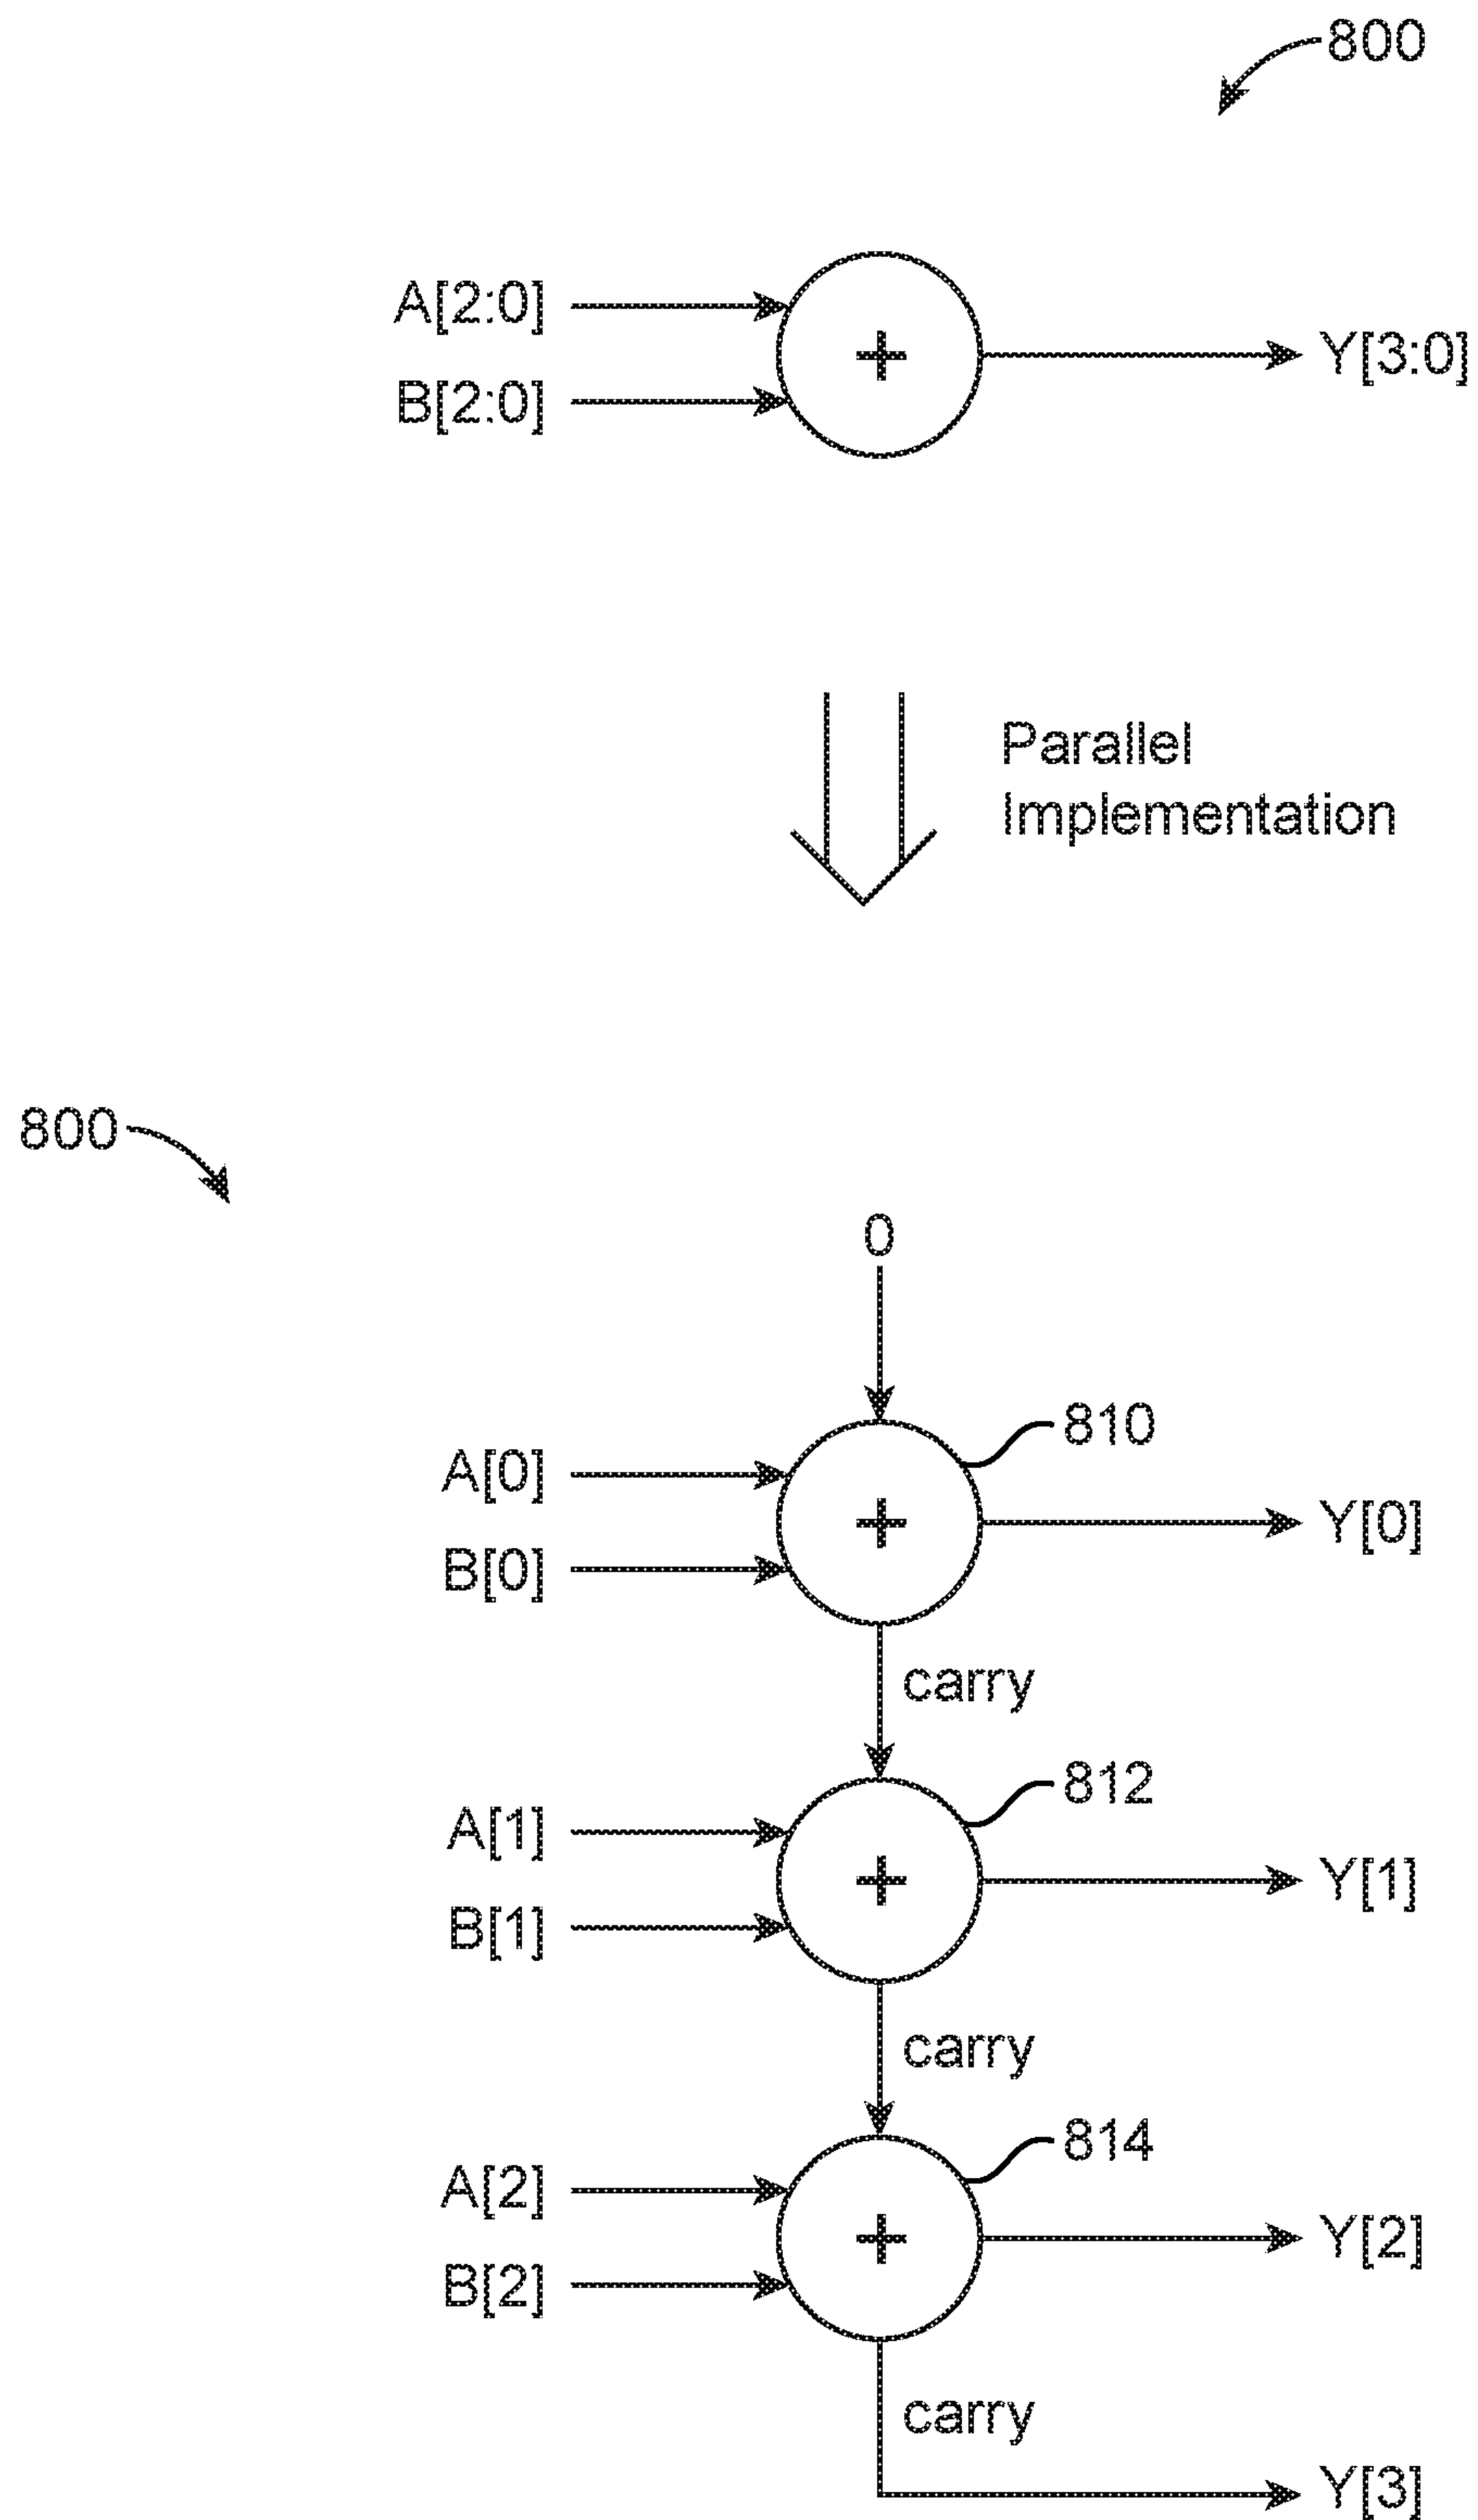 800
A[2:0]
B[2:0]
+
Y[3:0]
Parallel
Implementation
800
0
810
A[0]
B[0]
+
Y[0]
carry
812
A[1]
B[1]
+
Y[1]
carry
814
A[2]
B[2]
+
Y[2]
carry
Y[3]